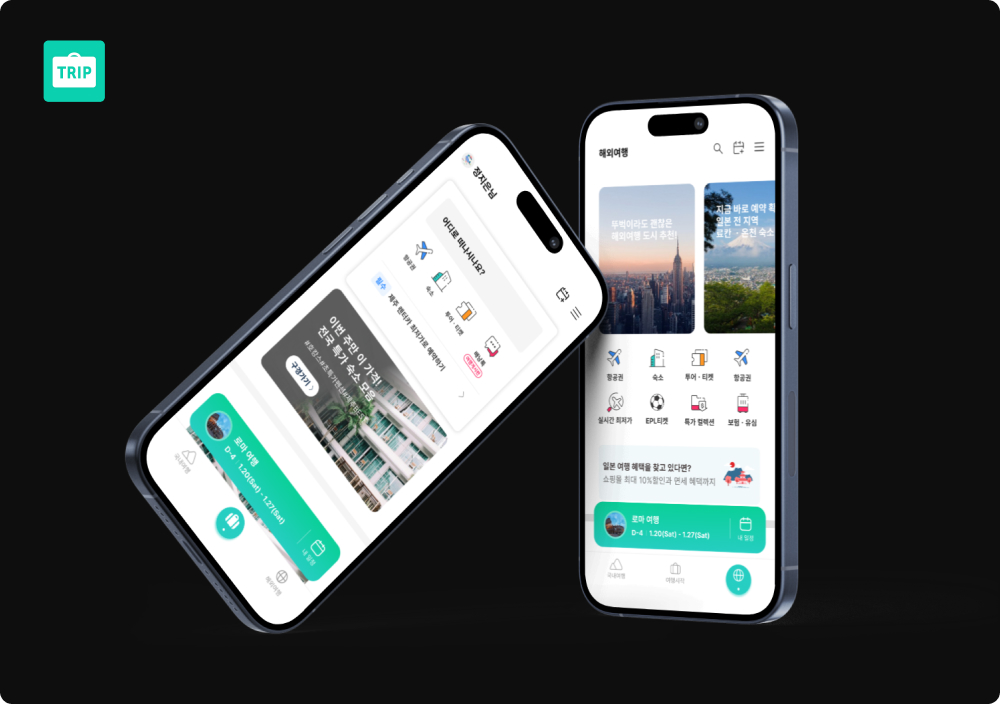 TRIP
정지은님
어디로 떠나시나요?
항공권
숙소
투어 · 티켓
해남톡
필수
제주 렌터카 최저가로 예약하기
이번 주만 이 가격!
전국 특가 숙소 모음
구경가기
로마 여행
D-4 1.20(Sat) - 1.27(Sat)
내 일정
국내여행
해외여행
해외여행
뚜벅이라도 괜찮은
해외여행 도시 추천!
지금 바로 예약 확
일본 전 지역
료칸 · 온천 숙소
항공권
숙소
투어 · 티켓
항공권
실시간 최저가
EPL티켓
특가 컬렉션
보험 · 유심
일본 여행 혜택을 찾고 있다면?
쇼핑몰 최대 10%할인과 면세 혜택까지
로마 여행
D-4 1.20(Sat) - 1.27(Sat)
내 일정
국내여행
여행시작